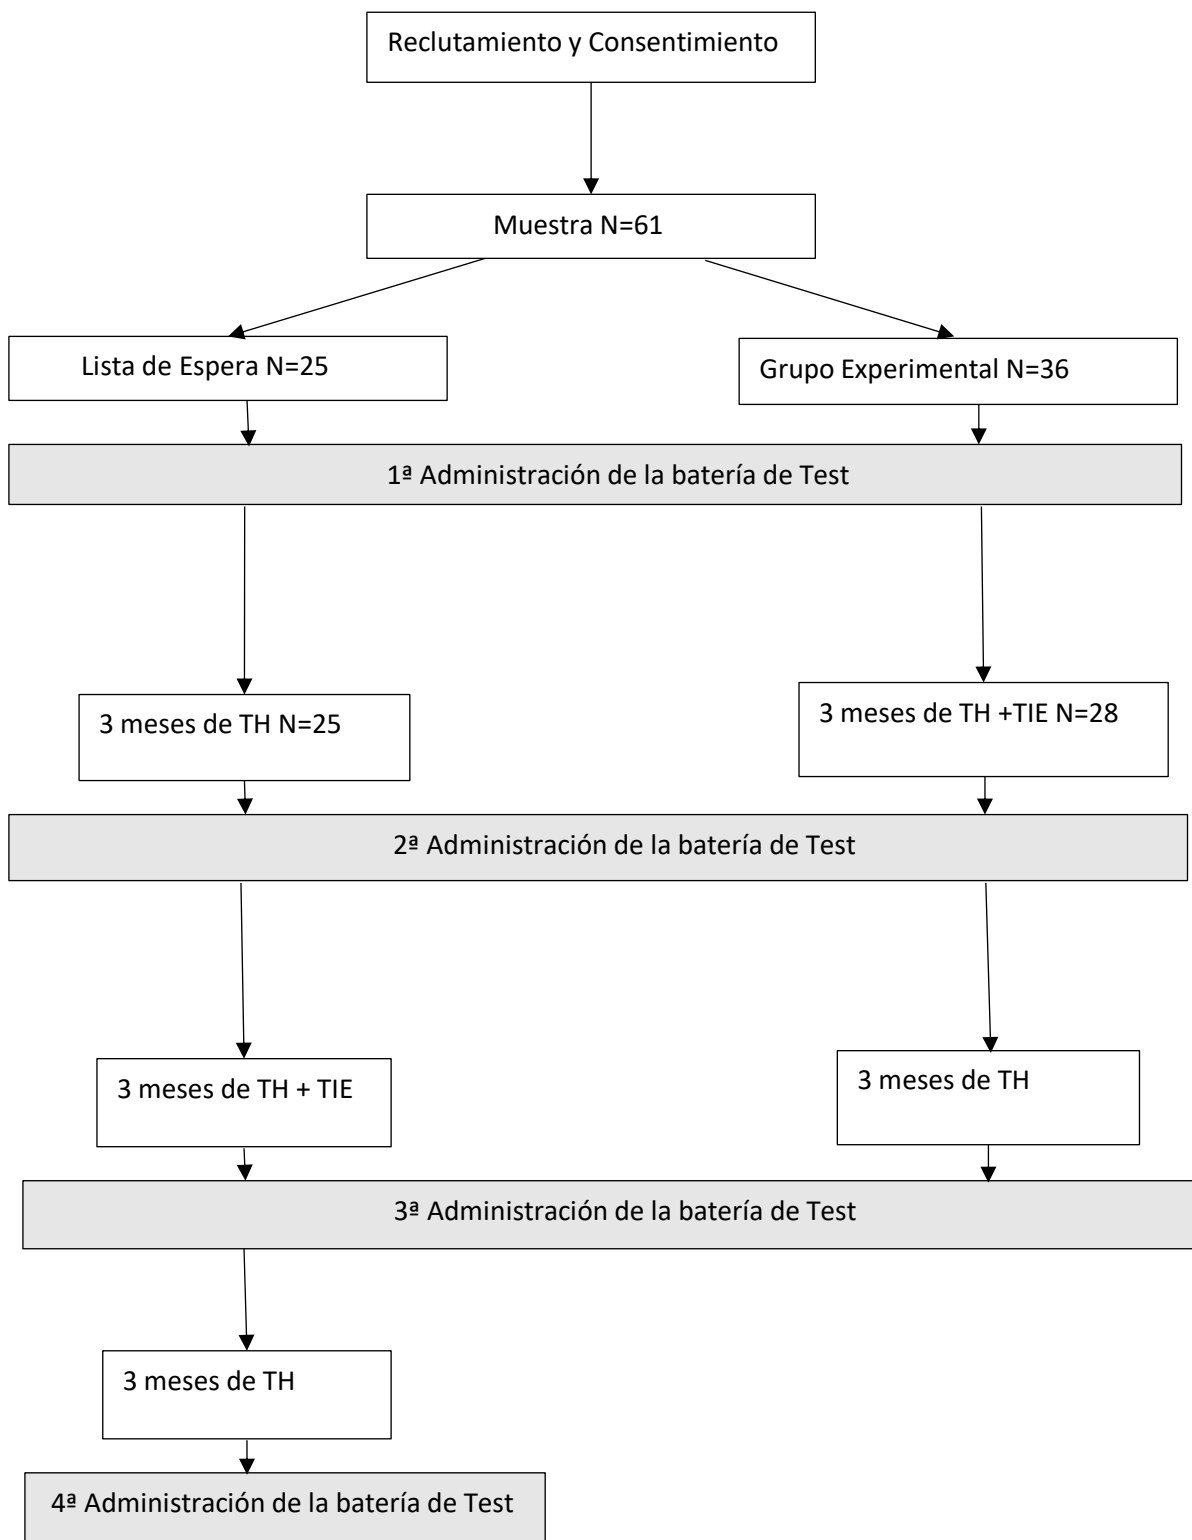 Reclutamiento y Consentimiento
Muestra N=61
Lista de Espera N=25
Grupo Experimental N=36
1ª Administración de la batería de Test
3 meses de TH N=25
3 meses de TH +TIE N=28
2ª Administración de la batería de Test
3 meses de TH + TIE
3 meses de TH
3ª Administración de la batería de Test
3 meses de TH
4ª Administración de la batería de Test